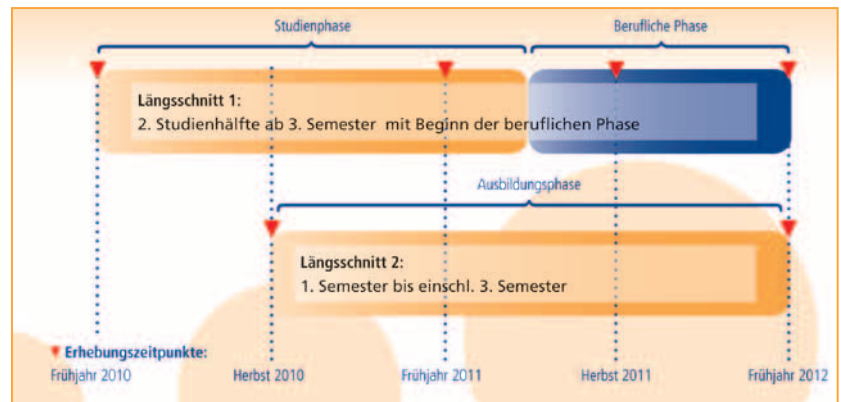 Studienphase
Berufliche Phase
Längsschnitt 1:
2. Studienhälfte ab 3. Semester mit Beginn der beruflichen Phase
Ausbildungsphase
Längsschnitt 2:
1. Semester bis einschl. 3. Semester
Erhebungszeitpunkte:
Frühjahr 2010
Herbst 2010
Frühjahr 2011
Herbst 2011
Frühjahr 2012